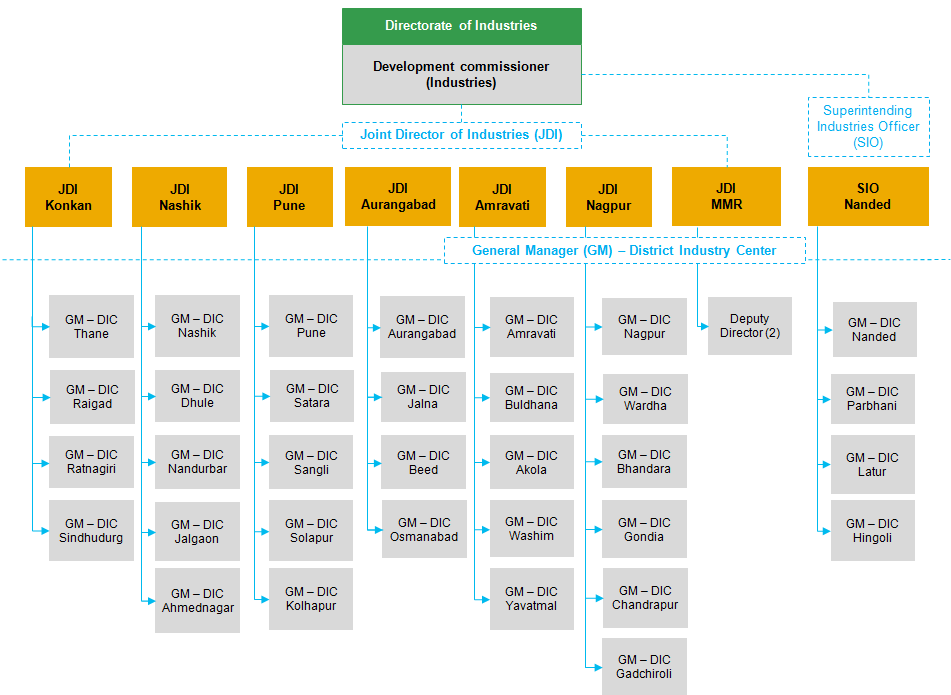 Directorate of Industries
Development commissioner
(Industries)
Joint Director of Industries (JDI)
Superintending
Industries Officer
(SIO)
JDI
Konkan
JDI
Nashik
JDI
Pune
JDI
Aurangabad
JDI
Amravati
JDI
Nagpur
JDI
MMR
SIO
Nanded
General Manager (GM) – District Industry Center
GM – DIC
Thane
GM – DIC
Raigad
GM – DIC
Ratnagiri
GM – DIC
Sindhudurg
GM – DIC
Nashik
GM – DIC
Dhule
GM – DIC
Nandurbar
GM – DIC
Jalgaon
GM – DIC
Ahmednagar
GM – DIC
Pune
GM – DIC
Satara
GM – DIC
Sangli
GM – DIC
Solapur
GM – DIC
Kolhapur
GM – DIC
Aurangabad
GM – DIC
Jalna
GM – DIC
Beed
GM – DIC
Osmanabad
GM – DIC
Amravati
GM – DIC
Buldhana
GM – DIC
Akola
GM – DIC
Washim
GM – DIC
Yavatmal
GM – DIC
Nagpur
GM – DIC
Wardha
GM – DIC
Bhandara
GM – DIC
Gondia
GM – DIC
Chandrapur
GM – DIC
Gadchiroli
Deputy
Director (2)
GM – DIC
Nanded
GM – DIC
Parbhani
GM – DIC
Latur
GM – DIC
Hingoli